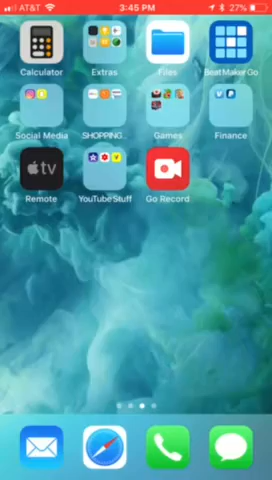 AT&T 3:45 PM 27%
Calculator Extras Files Beat Maker Go
Social Media SHOPPING... Games Finance
tv
Remote YouTube Stuff Go Record